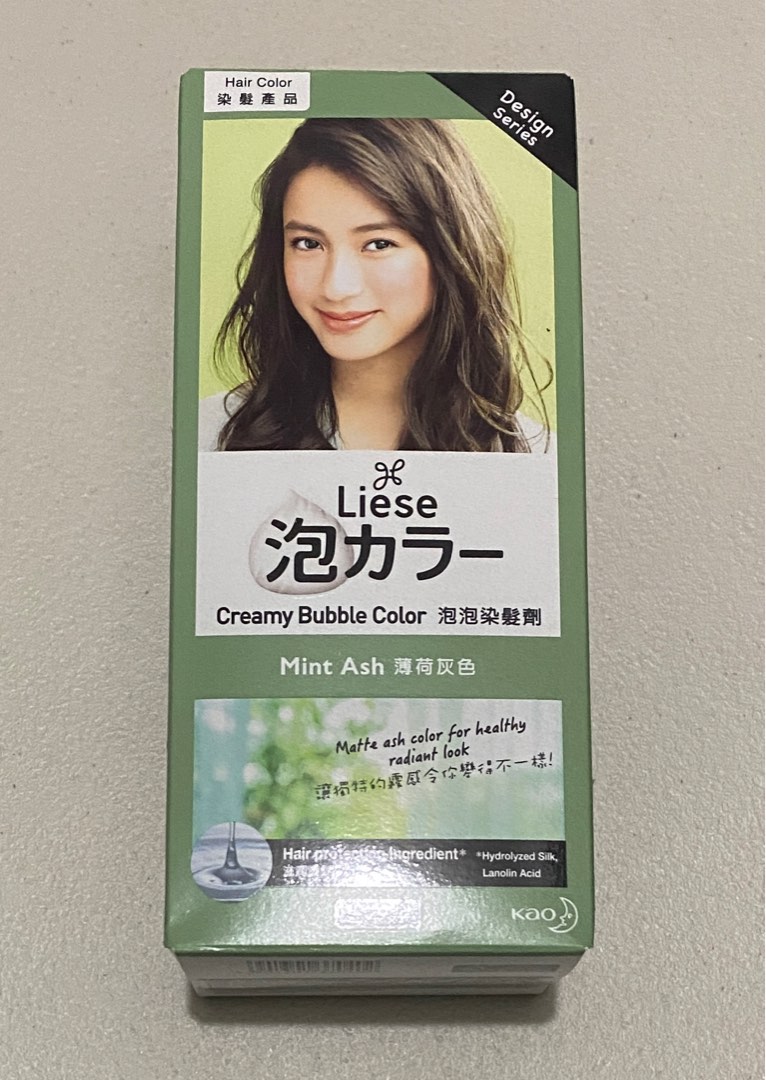 Hair Color
染髮產品
Design
Series
Liese
泡カラー
Creamy Bubble Color 泡泡染髮劑
Mint Ash 薄荷灰色
Matte ash color for healthy
radiant look
讓獨特的霧感令你變得不一樣!
Hair protection Ingredient* *Hydrolyzed Silk,
Lanolin Acid
Kao